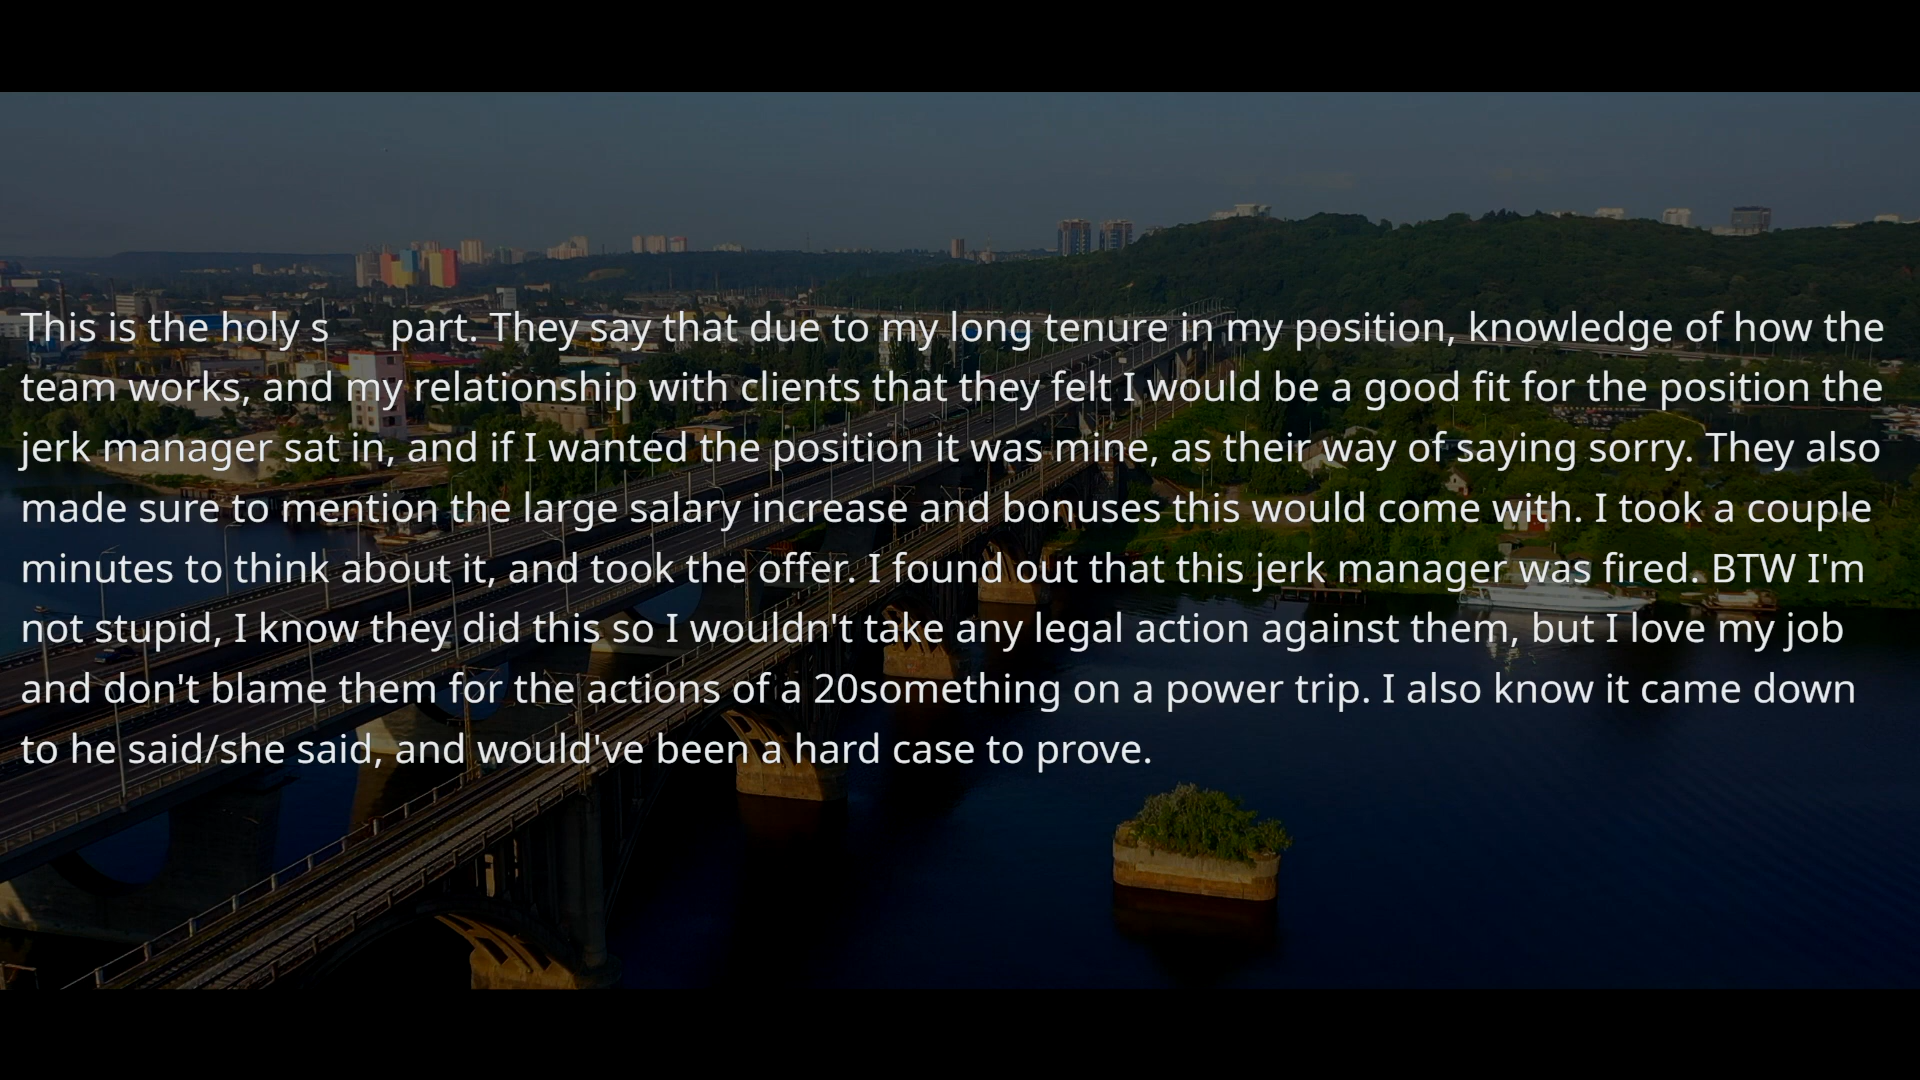 This is the holy s part. They say that due to my long tenure in my position, knowledge of how the
team works, and my relationship with clients that they felt I would be a good fit for the position the
jerk manager sat in, and if I wanted the position it was mine, as their way of saying sorry. They also
made sure to mention the large salary increase and bonuses this would come with. I took a couple
minutes to think about it, and took the offer. I found out that this jerk manager was fired. BTW I'm
not stupid, I know they did this so I wouldn't take any legal action against them, but I love my job
and don't blame them for the actions of a 20something on a power trip. I also know it came down
to he said/she said, and would've been a hard case to prove.